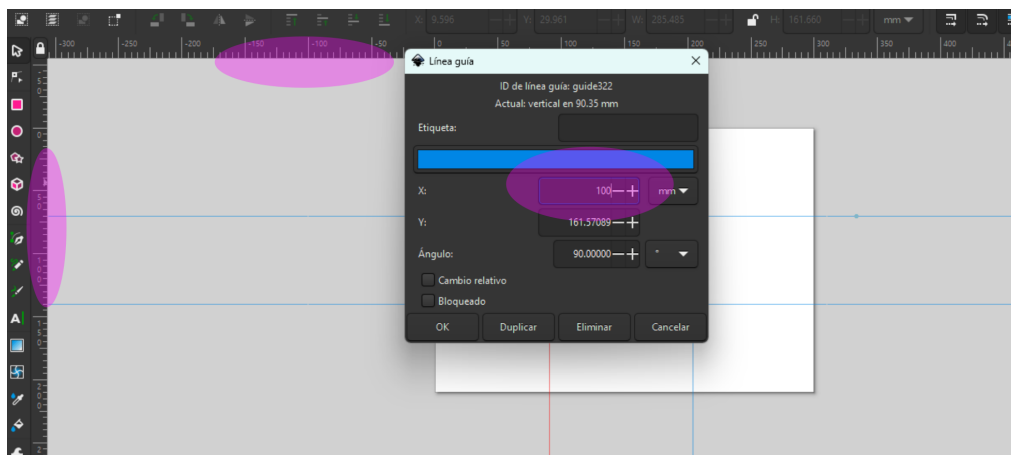 X: 9.596 Y: 29.961 W: 285.485 H: 161.660 mm
-300 -250 -200 -150 -100 -50 0 50 100 150 200 250 300 350 400
Línea guía
ID de línea guía: guide322
Actual: vertical en 90.35 mm
Etiqueta:
X: 100 mm
Y: 161.57089
Ángulo: 90.00000 °
Cambio relativo
Bloqueado
OK Duplicar Eliminar Cancelar